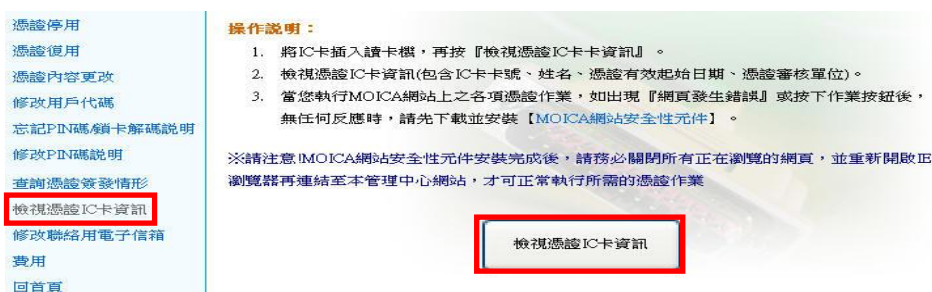 憑證停用
憑證復用
憑證內容更改
修改用戶代碼
忘記PIN碼/鎖卡解碼說明
修改PIN碼說明
查詢憑證簽發情形
檢視憑證IC卡資訊
修改聯絡用電子信箱
費用
回首頁
操作說明：
1. 將IC卡插入讀卡機，再按『檢視憑證IC卡卡資訊』。
2. 檢視憑證IC卡資訊(包含IC卡卡號、姓名、憑證有效起始日期、憑證審核單位)。
3. 當您執行MOICA網站上之各項憑證作業，如出現『網頁發生錯誤』或按下作業按鈕後，
無任何反應時，請先下載並安裝【MOICA網站安全性元件】。
※請注意!MOICA網站安全性元件安裝完成後，請務必關閉所有正在瀏覽的網頁，並重新開啟IE
瀏覽器再連結至本管理中心網站，才可正常執行所需的憑證作業
檢視憑證IC卡資訊